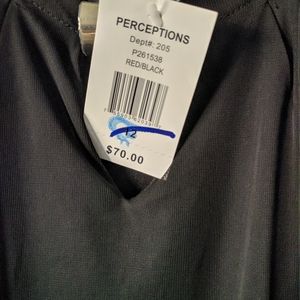 PERCEPTIONS
Dept#: 205
P261538
RED/BLACK
12
$70.00